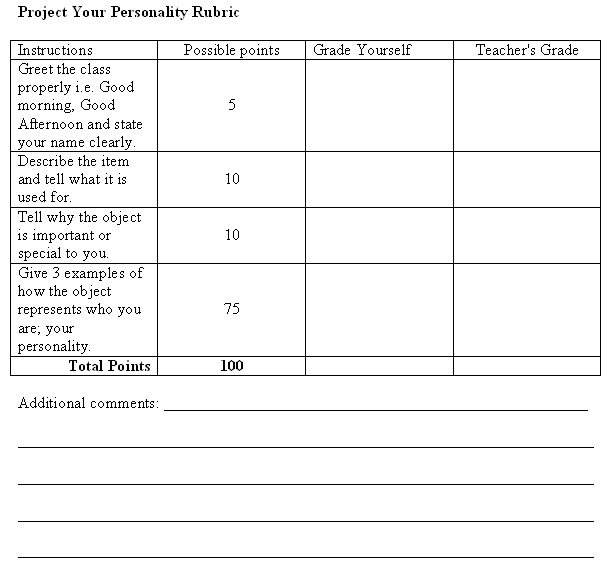 Project Your Personality Rubric
Instructions Possible points Grade Yourself Teacher's Grade
Greet the class
properly i.e. Good
morning, Good
Afternoon and state
your name clearly.
5
Describe the item
and tell what it is
used for.
10
Tell why the object
is important or
special to you.
10
Give 3 examples of
how the object
represents who you
are; your
personality.
75
Total Points 100
Additional comments: